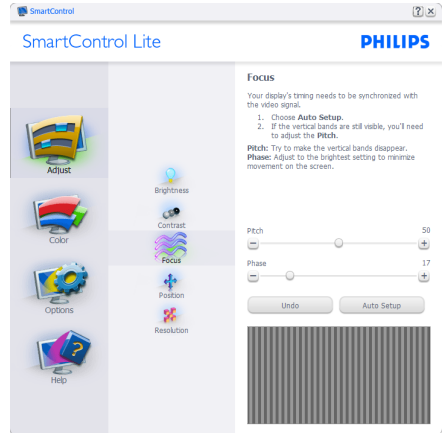 SmartControl
SmartControl Lite
PHILIPS
Adjust
Color
Options
Help
Brightness
Contrast
Focus
Position
Resolution
Focus
Your display's timing needs to be synchronized with
the video signal.
1. Choose Auto Setup.
2. If the vertical bands are still visible, you'll need
to adjust the Pitch.
Pitch: Try to make the vertical bands disappear.
Phase: Adjust to the brightest setting to minimize
movement on the screen.
Pitch 50
Phase 17
Undo Auto Setup